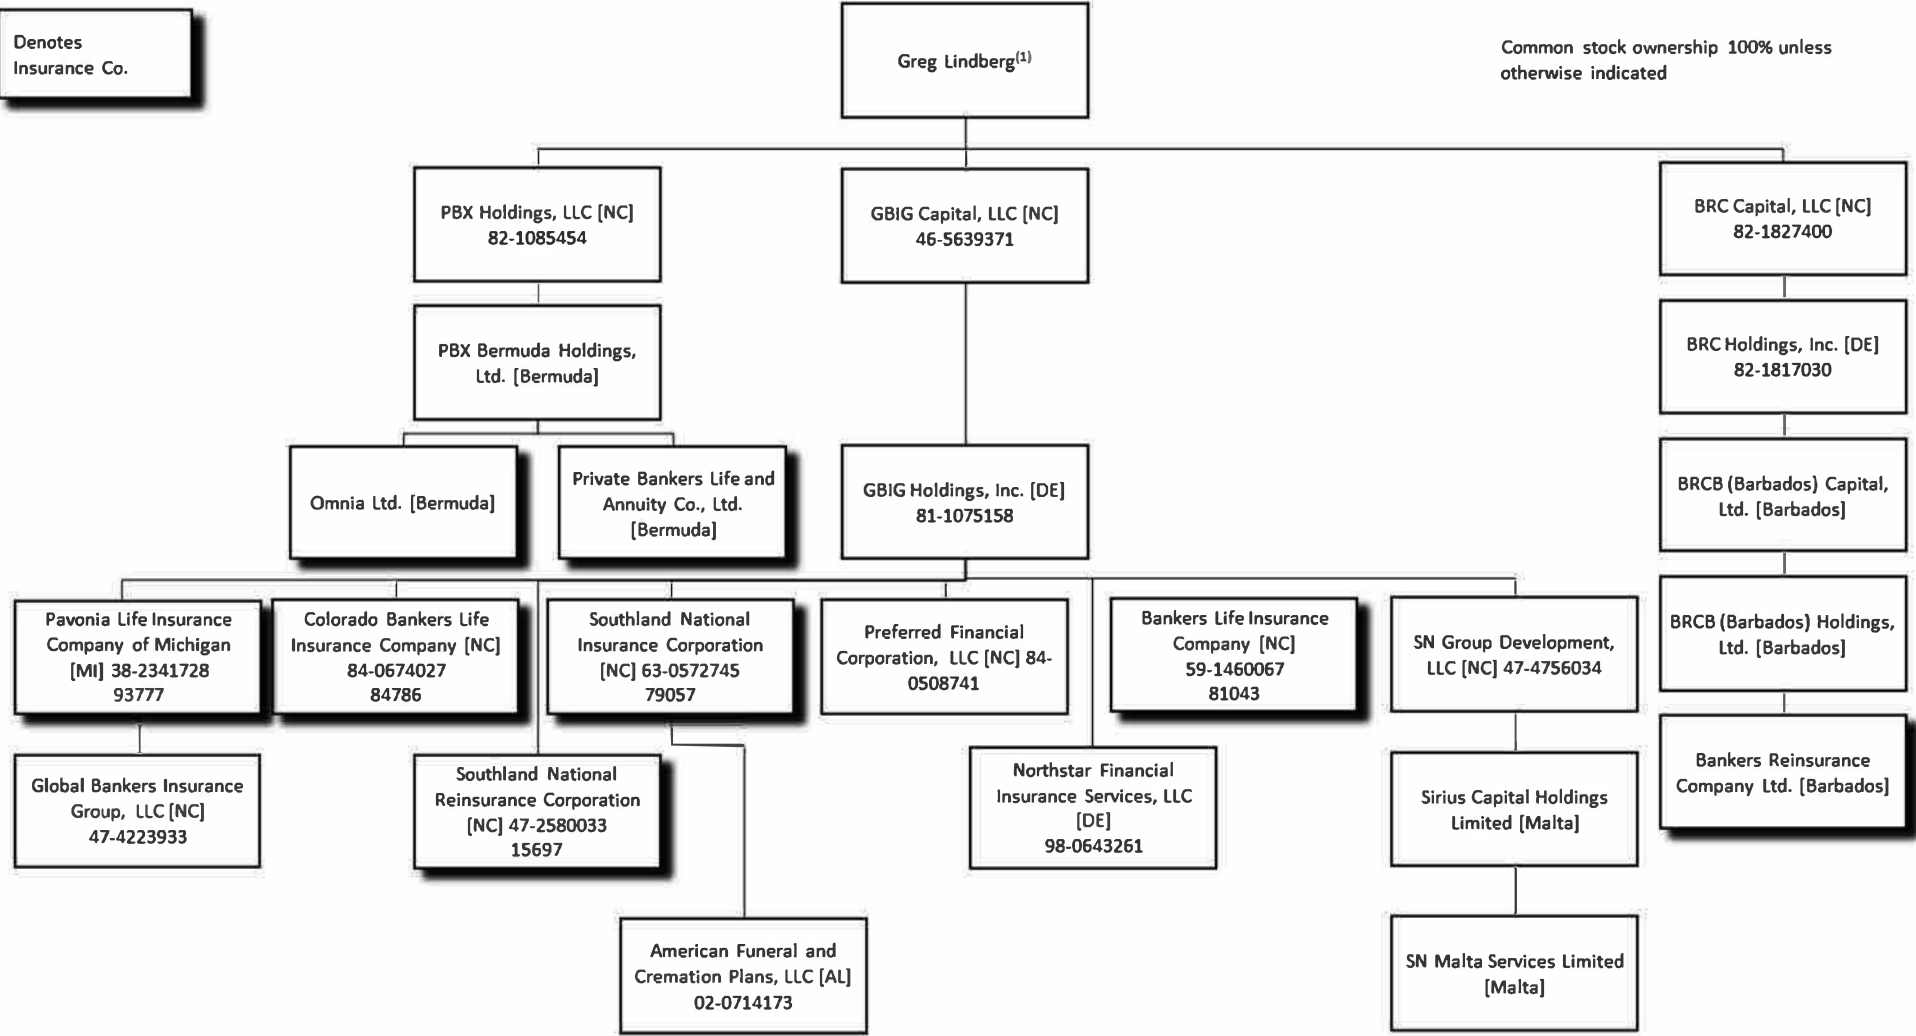 Denotes
Insurance Co.
Greg Lindberg(1)
Common stock ownership 100% unless
otherwise indicated
PBX Holdings, LLC [NC]
82-1085454
GBIG Capital, LLC [NC]
46-5639371
BRC Capital, LLC [NC]
82-1827400
PBX Bermuda Holdings,
Ltd. [Bermuda]
BRC Holdings, Inc. [DE]
82-1817030
Omnia Ltd. [Bermuda]
Private Bankers Life and
Annuity Co., Ltd.
[Bermuda]
GBIG Holdings, Inc. [DE]
81-1075158
BRCB (Barbados) Capital,
Ltd. [Barbados]
Pavonia Life Insurance
Company of Michigan
[MI] 38-2341728
93777
Colorado Bankers Life
Insurance Company [NC]
84-0674027
84786
Southland National
Insurance Corporation
[NC] 63-0572745
79057
Preferred Financial
Corporation, LLC [NC] 84-
0508741
Bankers Life Insurance
Company [NC]
59-1460067
81043
SN Group Development,
LLC [NC] 47-4756034
BRCB (Barbados) Holdings,
Ltd. [Barbados]
Global Bankers Insurance
Group, LLC [NC]
47-4223933
Southland National
Reinsurance Corporation
[NC] 47-2580033
15697
Northstar Financial
Insurance Services, LLC
[DE]
98-0643261
Sirius Capital Holdings
Limited [Malta]
Bankers Reinsurance
Company Ltd. [Barbados]
American Funeral and
Cremation Plans, LLC [AL]
02-0714173
SN Malta Services Limited
[Malta]